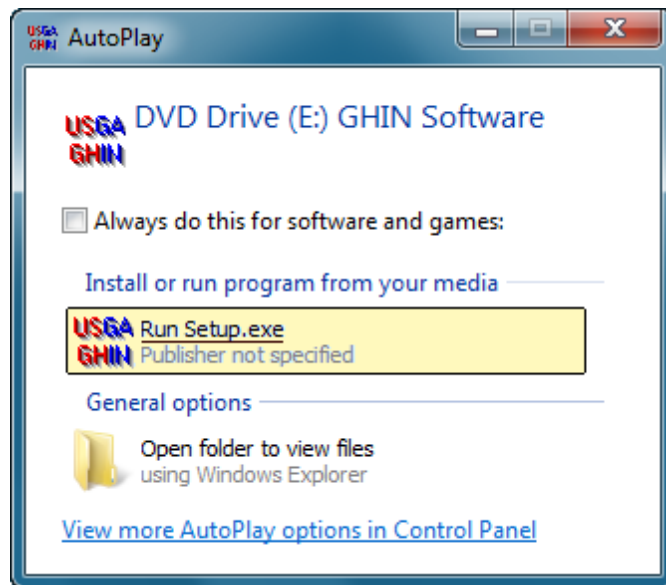 USGA GHIN AutoPlay
USGA GHIN
DVD Drive (E:) GHIN Software
Always do this for software and games:
Install or run program from your media
USGA GHIN
Run Setup.exe
Publisher not specified
General options
Open folder to view files
using Windows Explorer
View more AutoPlay options in Control Panel